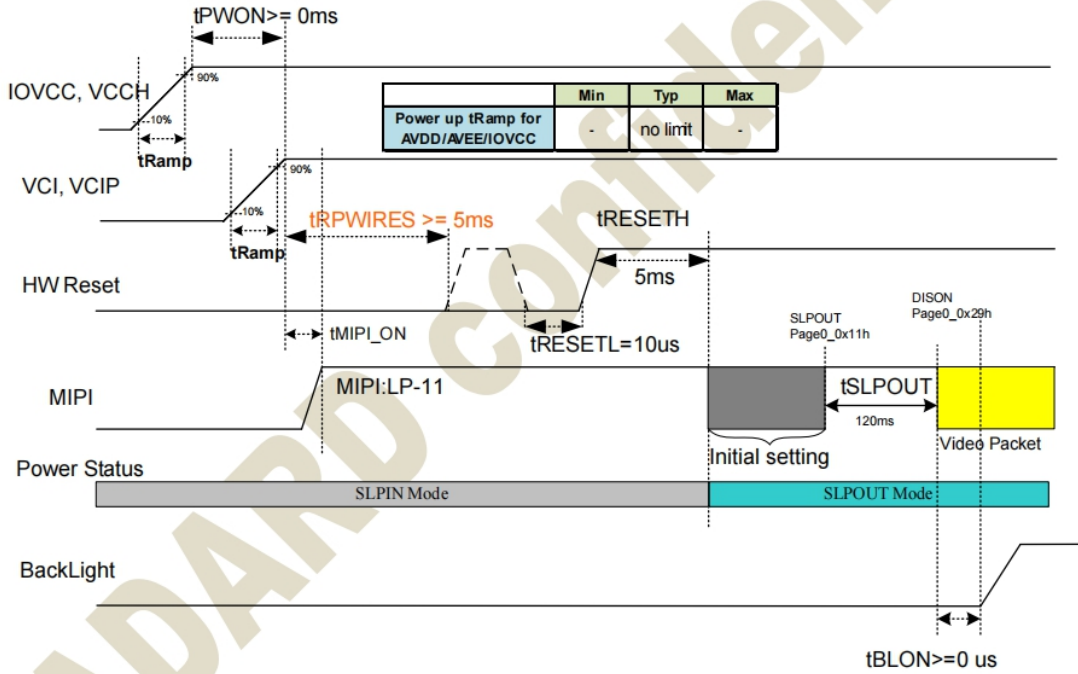 tPWON>= 0ms
IOVCC, VCCH
90%
10%
tRamp
Min Typ Max
Power up tRamp for
AVDD/AVEE/IOVCC
- no limit -
VCI, VCIP
90%
10%
tRamp
tRPWIRES >= 5ms
tRESETH
5ms
HW Reset
tMIPI_ON
tRESETL=10us
SLPOUT
Page0_0x11h
DISON
Page0_0x29h
MIPI
MIPI:LP-11
tSLPOUT
120ms
Initial setting
Video Packet
Power Status
SLPIN Mode
SLPOUT Mode
BackLight
tBLON>=0 us
ADARD confiden